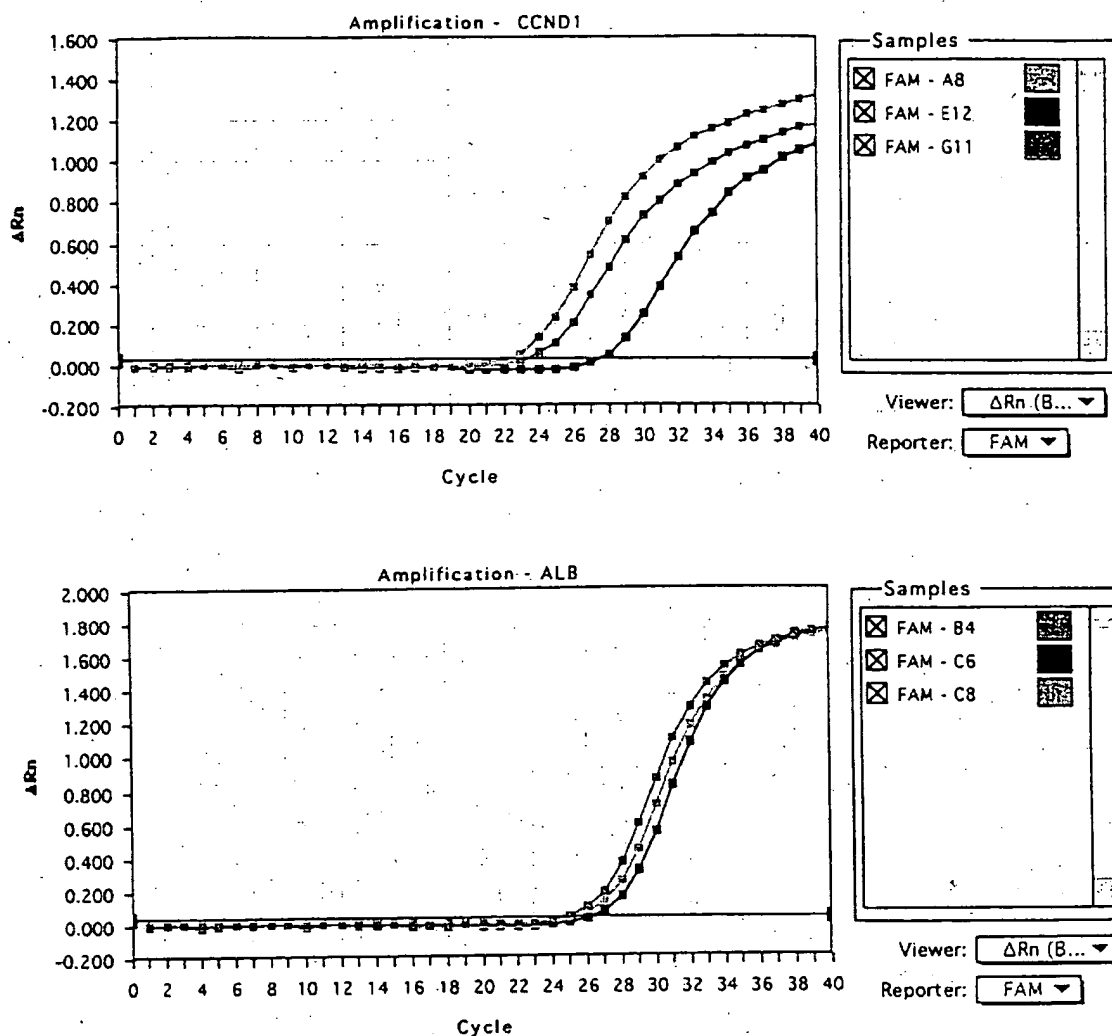 Amplification - CCND1
1.600
1.400
1.200
1.000
0.800
0.600
0.400
0.200
0.000
-0.200
ΔRn
0 2 4 6 8 10 12 14 16 18 20 22 24 26 28 30 32 34 36 38 40
Cycle
Samples
FAM - A8
FAM - E12
FAM - G11
Viewer: ΔRn (B...
Reporter: FAM
Amplification - ALB
2.000
1.800
1.600
1.400
1.200
1.000
0.800
0.600
0.400
0.200
0.000
-0.200
ΔRn
0 2 4 6 8 10 12 14 16 18 20 22 24 26 28 30 32 34 36 38 40
Cycle
Samples
FAM - B4
FAM - C6
FAM - C8
Viewer: ΔRn (B...
Reporter: FAM